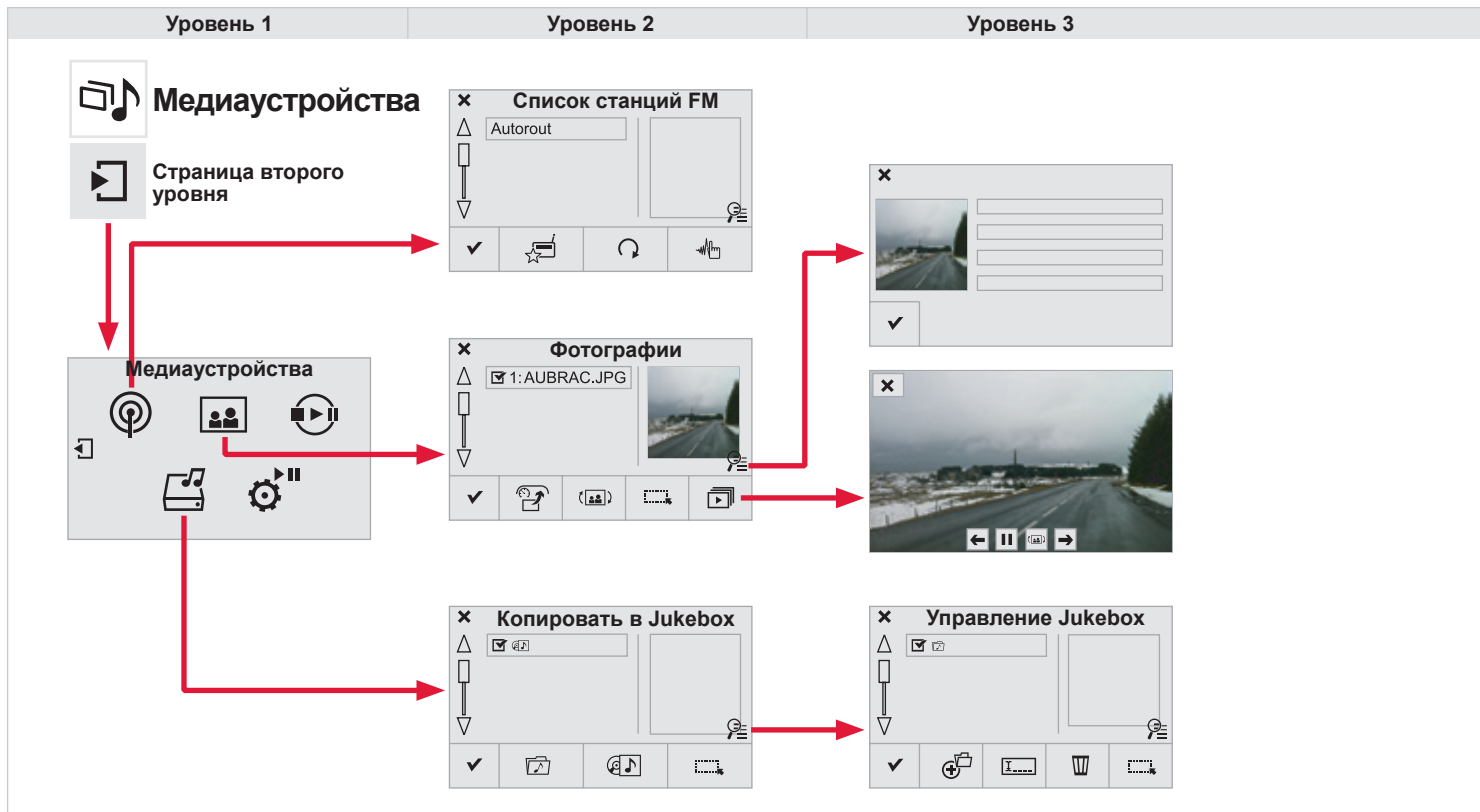 Уровень 1
Уровень 2
Уровень 3
Медиаустройства
Страница второго
уровня
Медиаустройства
Список станций FM
Autorout
Фотографии
1: AUBRAC.JPG
Копировать в Jukebox
Управление Jukebox